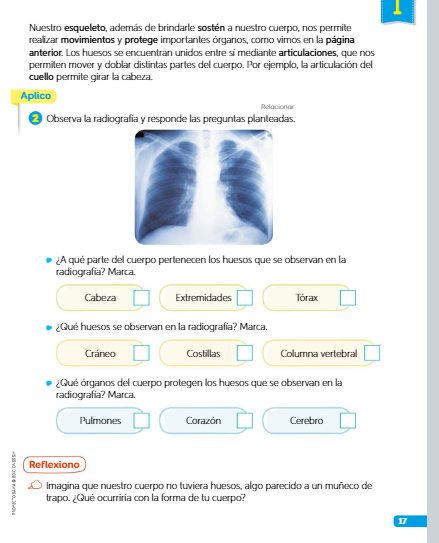 1
Nuestro esqueleto, además de brindarle sostén a nuestro cuerpo, nos permite
realizar movimientos y protege importantes órganos, como vimos en la página
anterior. Los huesos se encuentran unidos entre sí mediante articulaciones, que nos
permiten mover y doblar distintas partes del cuerpo. Por ejemplo, la articulación del
cuello permite girar la cabeza.
Aplico
Relacionar
2 Observa la radiografía y responde las preguntas planteadas.
¿A qué parte del cuerpo pertenecen los huesos que se observan en la
radiografía? Marca.
Cabeza Extremidades Tórax
¿Qué huesos se observan en la radiografía? Marca.
Cráneo Costillas Columna vertebral
¿Qué órganos del cuerpo protegen los huesos que se observan en la
radiografía? Marca.
Pulmones Corazón Cerebro
Reflexiono
Imagina que nuestro cuerpo no tuviera huesos, algo parecido a un muñeco de
trapo. ¿Qué ocurriría con la forma de tu cuerpo?
17